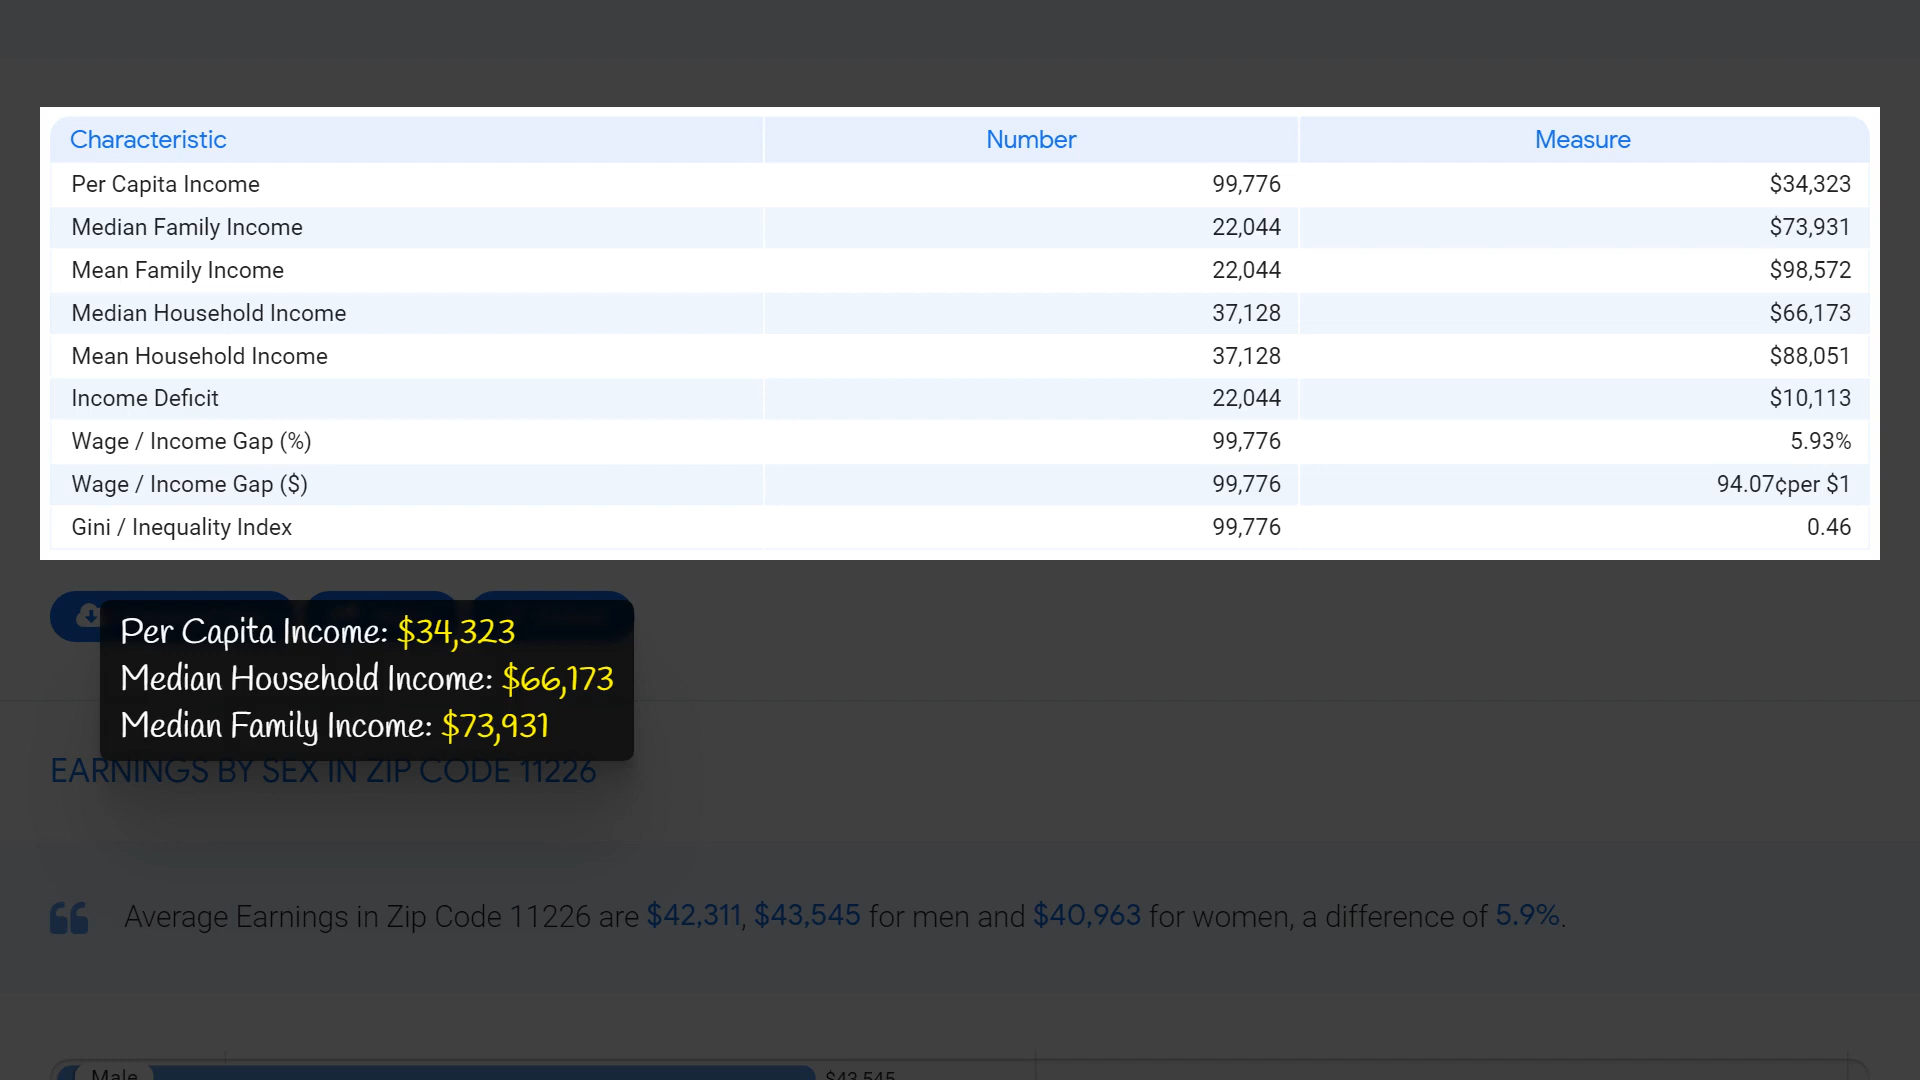 Characteristic Number Measure
Per Capita Income 99,776 $34,323
Median Family Income 22,044 $73,931
Mean Family Income 22,044 $98,572
Median Household Income 37,128 $66,173
Mean Household Income 37,128 $88,051
Income Deficit 22,044 $10,113
Wage / Income Gap (%) 99,776 5.93%
Wage / Income Gap ($) 99,776 94.07¢per $1
Gini / Inequality Index 99,776 0.46
Per Capita Income: $34,323
Median Household Income: $66,173
Median Family Income: $73,931
EARNINGS BY SEX IN ZIP CODE 11226
Average Earnings in Zip Code 11226 are $42,311, $43,545 for men and $40,963 for women, a difference of 5.9%.
Male $43,545